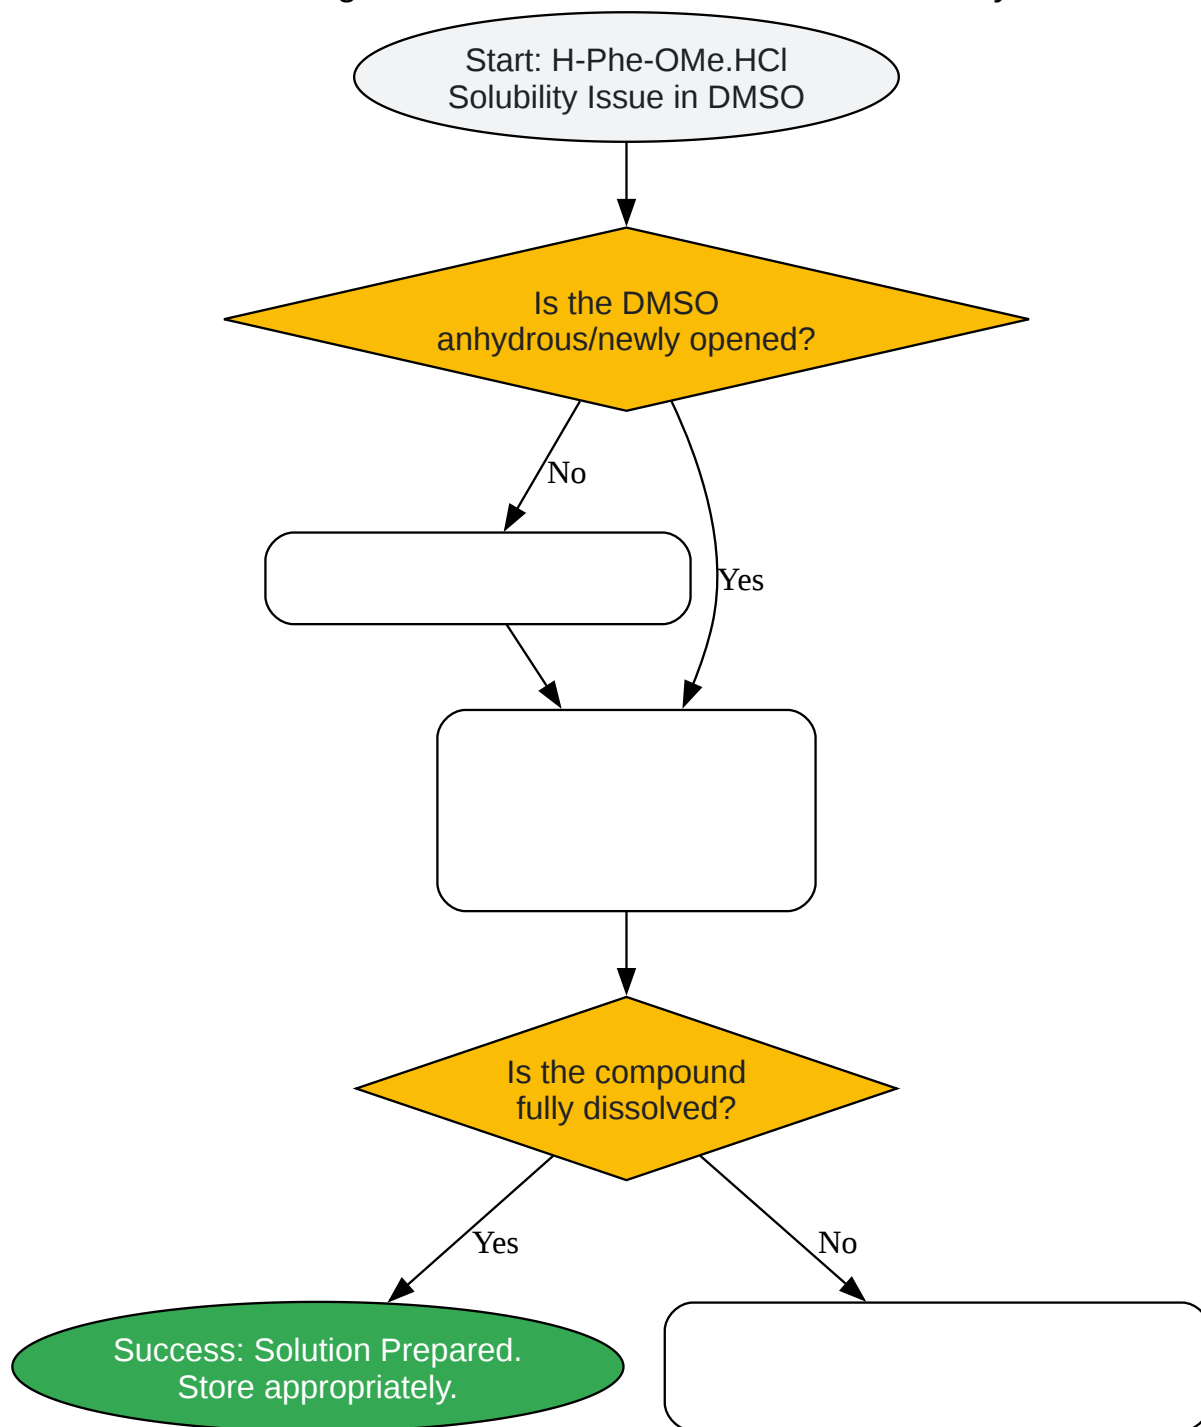 Start: H-Phe-OMe.HCl
Solubility Issue in DMSO
Is the DMSO
anhydrous/newly opened?
No
Yes
Is the compound
fully dissolved?
Yes
No
Success: Solution Prepared.
Store appropriately.